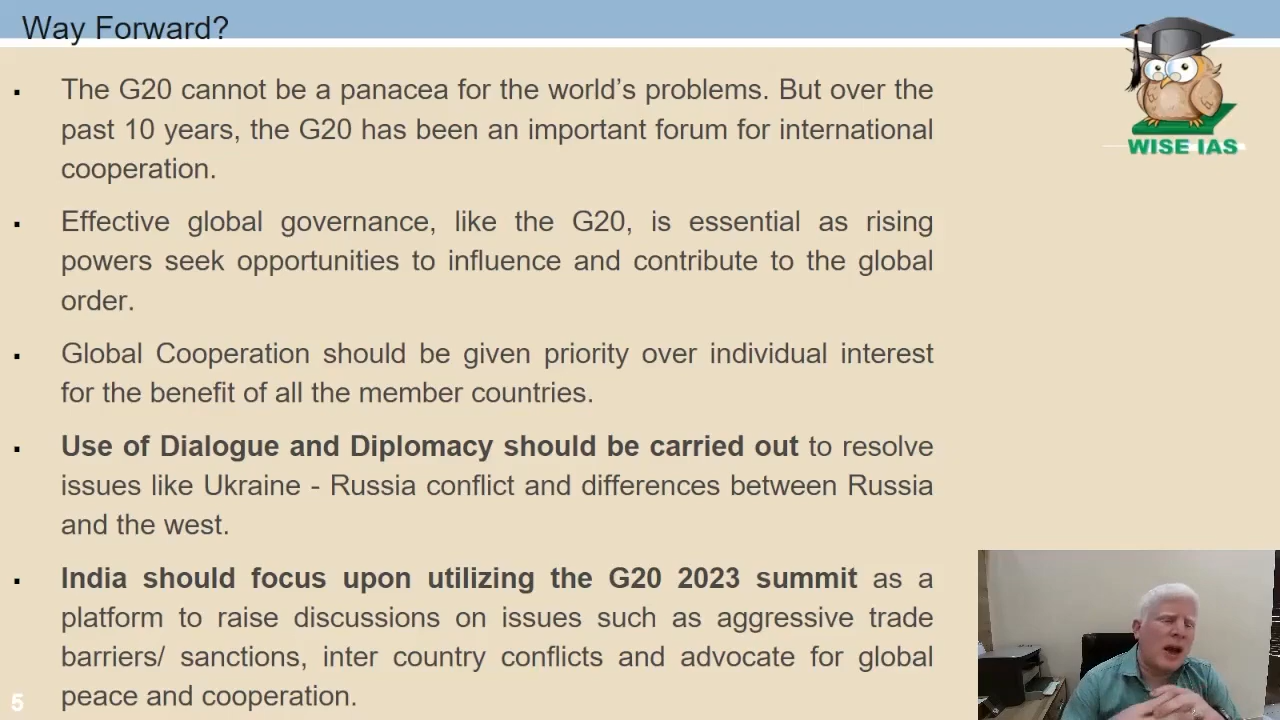 Way Forward?
WISE IAS
The G20 cannot be a panacea for the world’s problems. But over the
past 10 years, the G20 has been an important forum for international
cooperation.
Effective global governance, like the G20, is essential as rising
powers seek opportunities to influence and contribute to the global
order.
Global Cooperation should be given priority over individual interest
for the benefit of all the member countries.
Use of Dialogue and Diplomacy should be carried out to resolve
issues like Ukraine - Russia conflict and differences between Russia
and the west.
India should focus upon utilizing the G20 2023 summit as a
platform to raise discussions on issues such as aggressive trade
barriers/ sanctions, inter country conflicts and advocate for global
peace and cooperation.
5